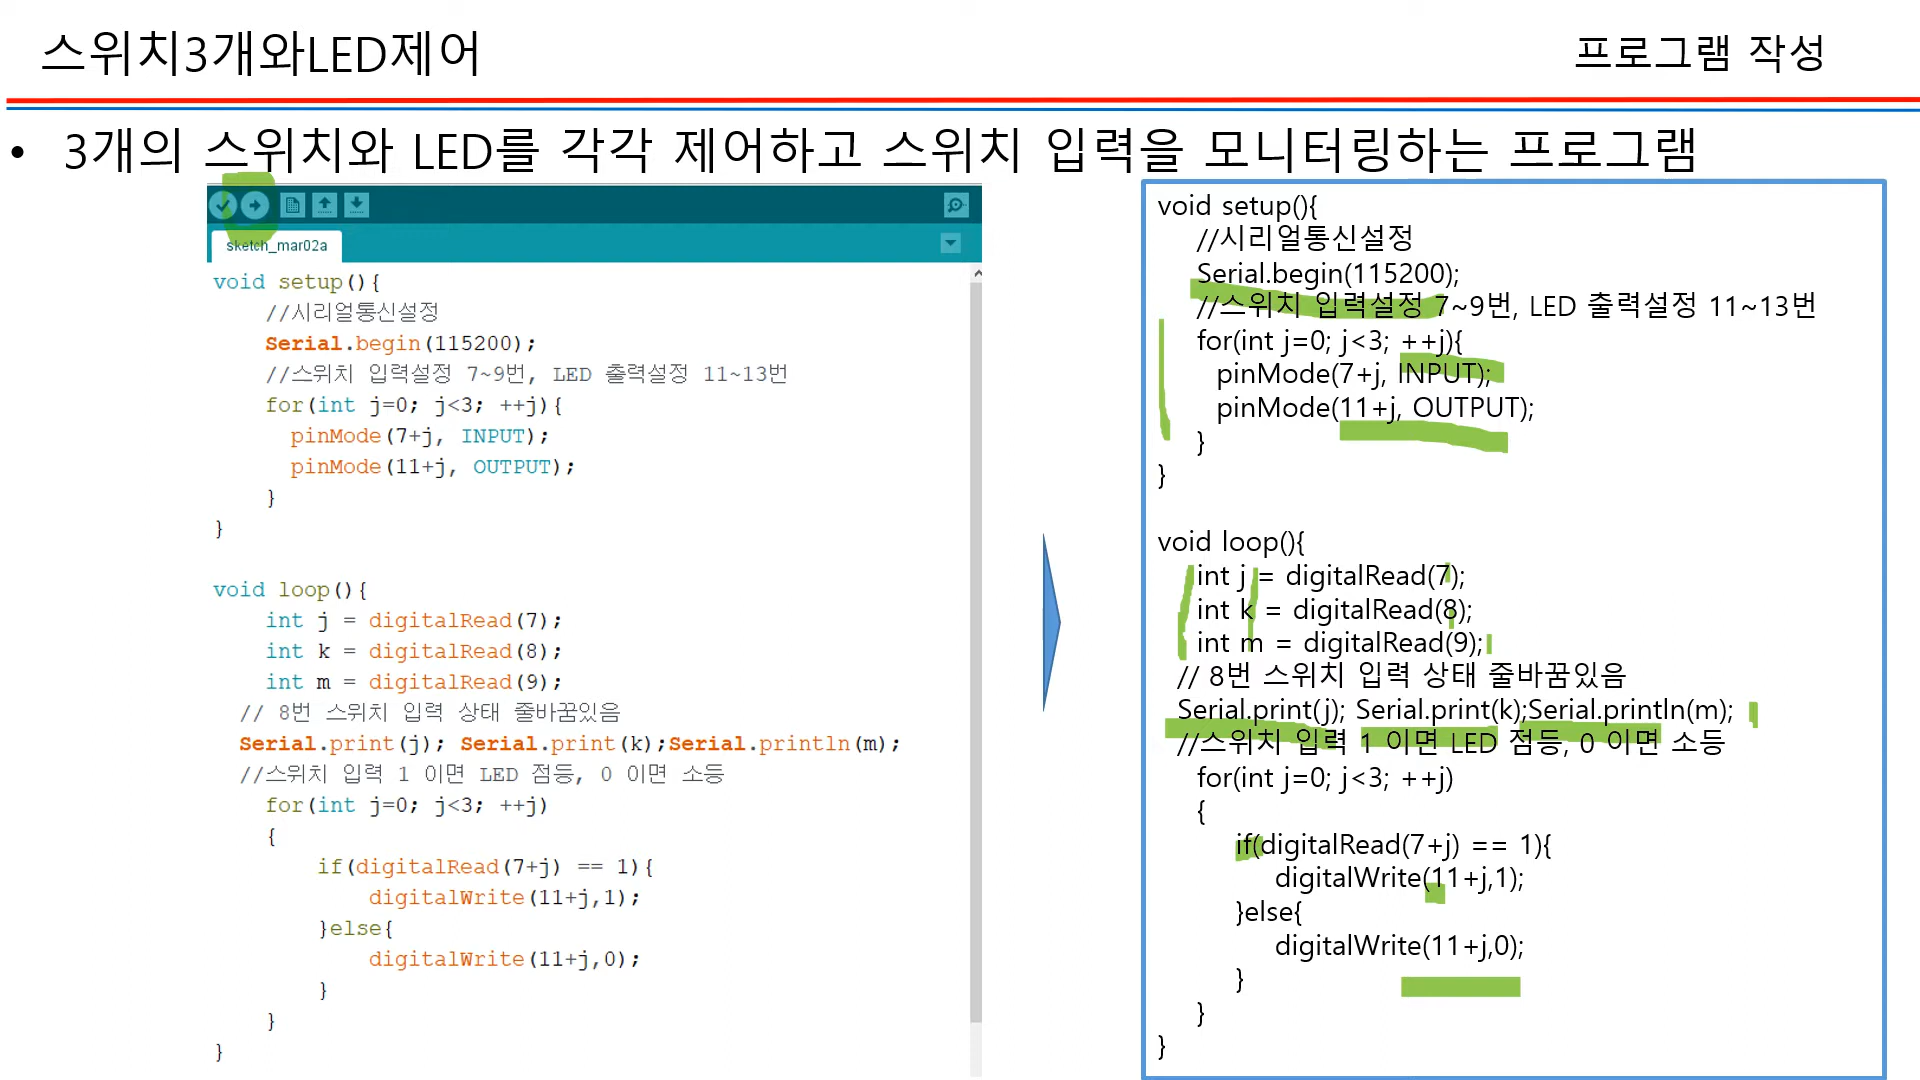 스위치3개와LED제어
프로그램 작성
• 3개의 스위치와 LED를 각각 제어하고 스위치 입력을 모니터링하는 프로그램
sketch_mar02a
void setup(){
//시리얼통신설정
Serial.begin(115200);
//스위치 입력설정 7~9번, LED 출력설정 11~13번
for(int j=0; j<3; ++j){
pinMode(7+j, INPUT);
pinMode(11+j, OUTPUT);
}
}
void loop(){
int j = digitalRead(7);
int k = digitalRead(8);
int m = digitalRead(9);
// 8번 스위치 입력 상태 줄바꿈있음
Serial.print(j); Serial.print(k);Serial.println(m);
//스위치 입력 1 이면 LED 점등, 0 이면 소등
for(int j=0; j<3; ++j)
{
if(digitalRead(7+j) == 1){
digitalWrite(11+j,1);
}else{
digitalWrite(11+j,0);
}
}
}
void setup(){
//시리얼통신설정
Serial.begin(115200);
//스위치 입력설정 7~9번, LED 출력설정 11~13번
for(int j=0; j<3; ++j){
pinMode(7+j, INPUT);
pinMode(11+j, OUTPUT);
}
}
void loop(){
int j = digitalRead(7);
int k = digitalRead(8);
int m = digitalRead(9);
// 8번 스위치 입력 상태 줄바꿈있음
Serial.print(j); Serial.print(k);Serial.println(m);
//스위치 입력 1 이면 LED 점등, 0 이면 소등
for(int j=0; j<3; ++j)
{
if(digitalRead(7+j) == 1){
digitalWrite(11+j,1);
}else{
digitalWrite(11+j,0);
}
}
}